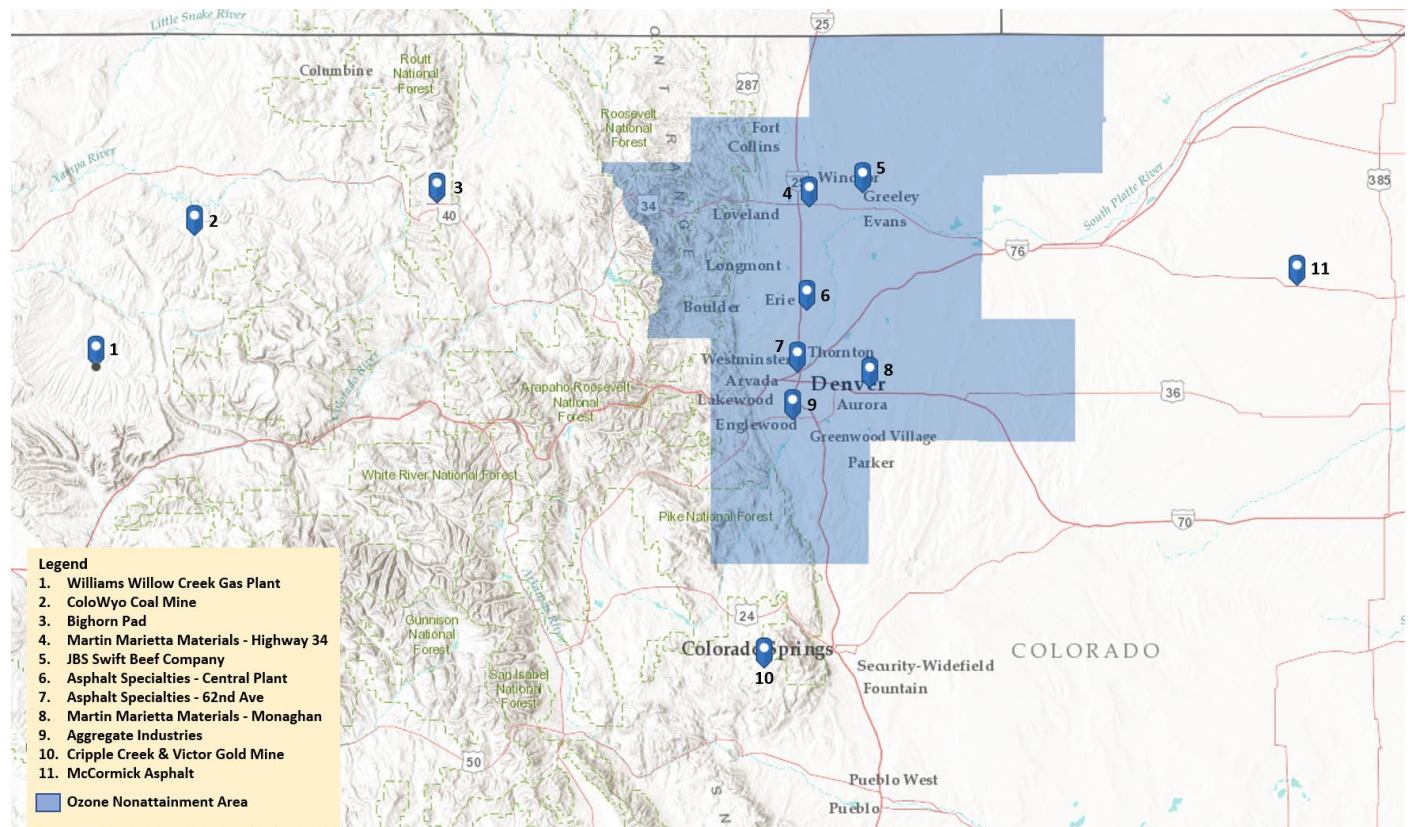 Little Snake River
25
Columbine
Routt
National
Forest
287
Roosevelt
National
Forest
Fort
Collins
Yampa River
385
5
25
Windsor
3
4
34
Greeley
40
Loveland
2
Evans
South Platte River
76
Longmont
11
Erie
6
Boulder
1
7
Thornton
Westminster
8
Colorado River
Arvada
Denver
Arapaho-Roosevelt
National
Forest
36
Lakewood
9
Aurora
Englewood
Greenwood Village
Parker
White River National Forest
Pike National Forest
70
Arkansas River
24
Gunnison
National
Forest
Colorado Springs
COLORADO
10
Security-Widefield
Fountain
San Isabel
National
Forest
50
Pueblo West
Pueblo
N
T
R
A
N
G
E
S
N
Legend
1. Williams Willow Creek Gas Plant
2. ColoWyo Coal Mine
3. Bighorn Pad
4. Martin Marietta Materials - Highway 34
5. JBS Swift Beef Company
6. Asphalt Specialties - Central Plant
7. Asphalt Specialties - 62nd Ave
8. Martin Marietta Materials - Monaghan
9. Aggregate Industries
10. Cripple Creek & Victor Gold Mine
11. McCormick Asphalt
Ozone Nonattainment Area